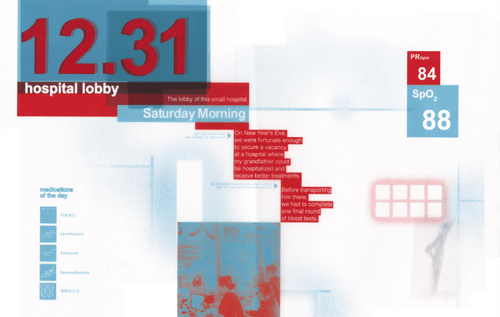 12.31
hospital lobby
The lobby of this small hospital
Saturday Morning
On New Year's Eve
we were fortunate enough
to secure a vacancy
at a hospital where
my grandfather could
be hospitalized and
receive better treatments.
Before transporting
him there,
we had to complete
one final round
of blood tests.
PR bpm
84
SpO2
88
medications
of the day